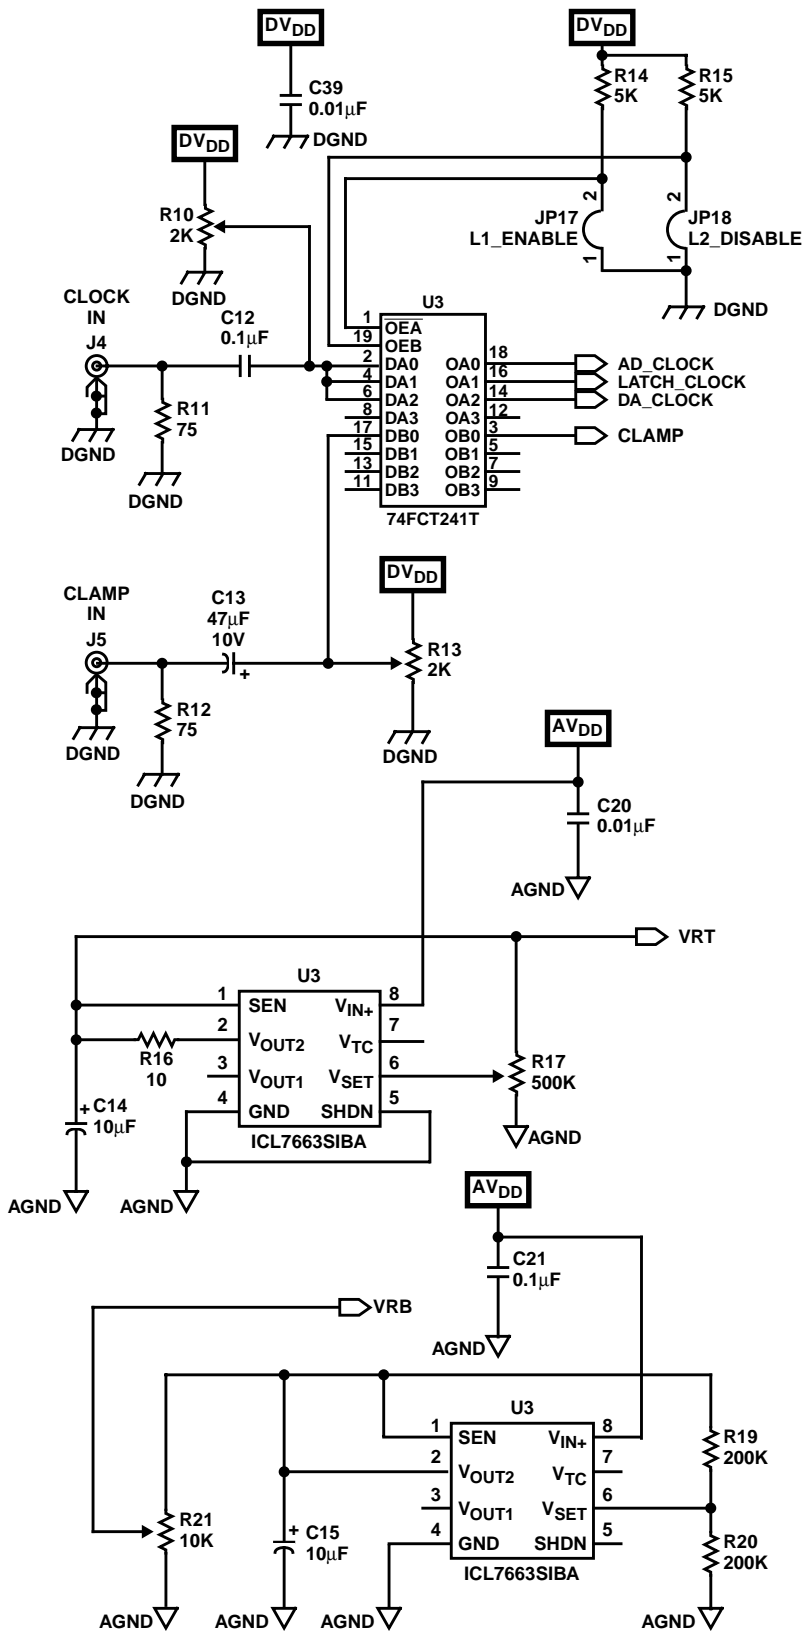 DVDD
C39
0.01μF
DGND
DVDD
R14
5K
R15
5K
DVDD
R10
2K
DGND
2
JP17
L1_ENABLE
1
2
JP18
L2_DISABLE
1
DGND
CLOCK
IN
J4
DGND
R11
75
DGND
C12
0.1μF
U3
1 OEA
19 OEB
2 DA0 OA0 18 AD_CLOCK
4 DA1 OA1 16 LATCH_CLOCK
6 DA2 OA2 14 DA_CLOCK
8 DA3 OA3 12
17 DB0 OB0 3 CLAMP
15 DB1 OB1 5
13 DB2 OB2 7
11 DB3 OB3 9
74FCT241T
CLAMP
IN
J5
DGND
R12
75
DGND
C13
47μF
10V
+
DVDD
R13
2K
DGND
AVDD
C20
0.01μF
AGND
VRT
U3
1 SEN VIN+ 8
2 VOUT2 VTC 7
3 VOUT1 VSET 6
4 GND SHDN 5
ICL7663SIBA
R16
10
+ C14
10μF
AGND
AGND
R17
500K
AGND
AVDD
C21
0.1μF
AGND
VRB
U3
1 SEN VIN+ 8
2 VOUT2 VTC 7
3 VOUT1 VSET 6
4 GND SHDN 5
ICL7663SIBA
R19
200K
R20
200K
R21
10K
+ C15
10μF
AGND
AGND
AGND
AGND